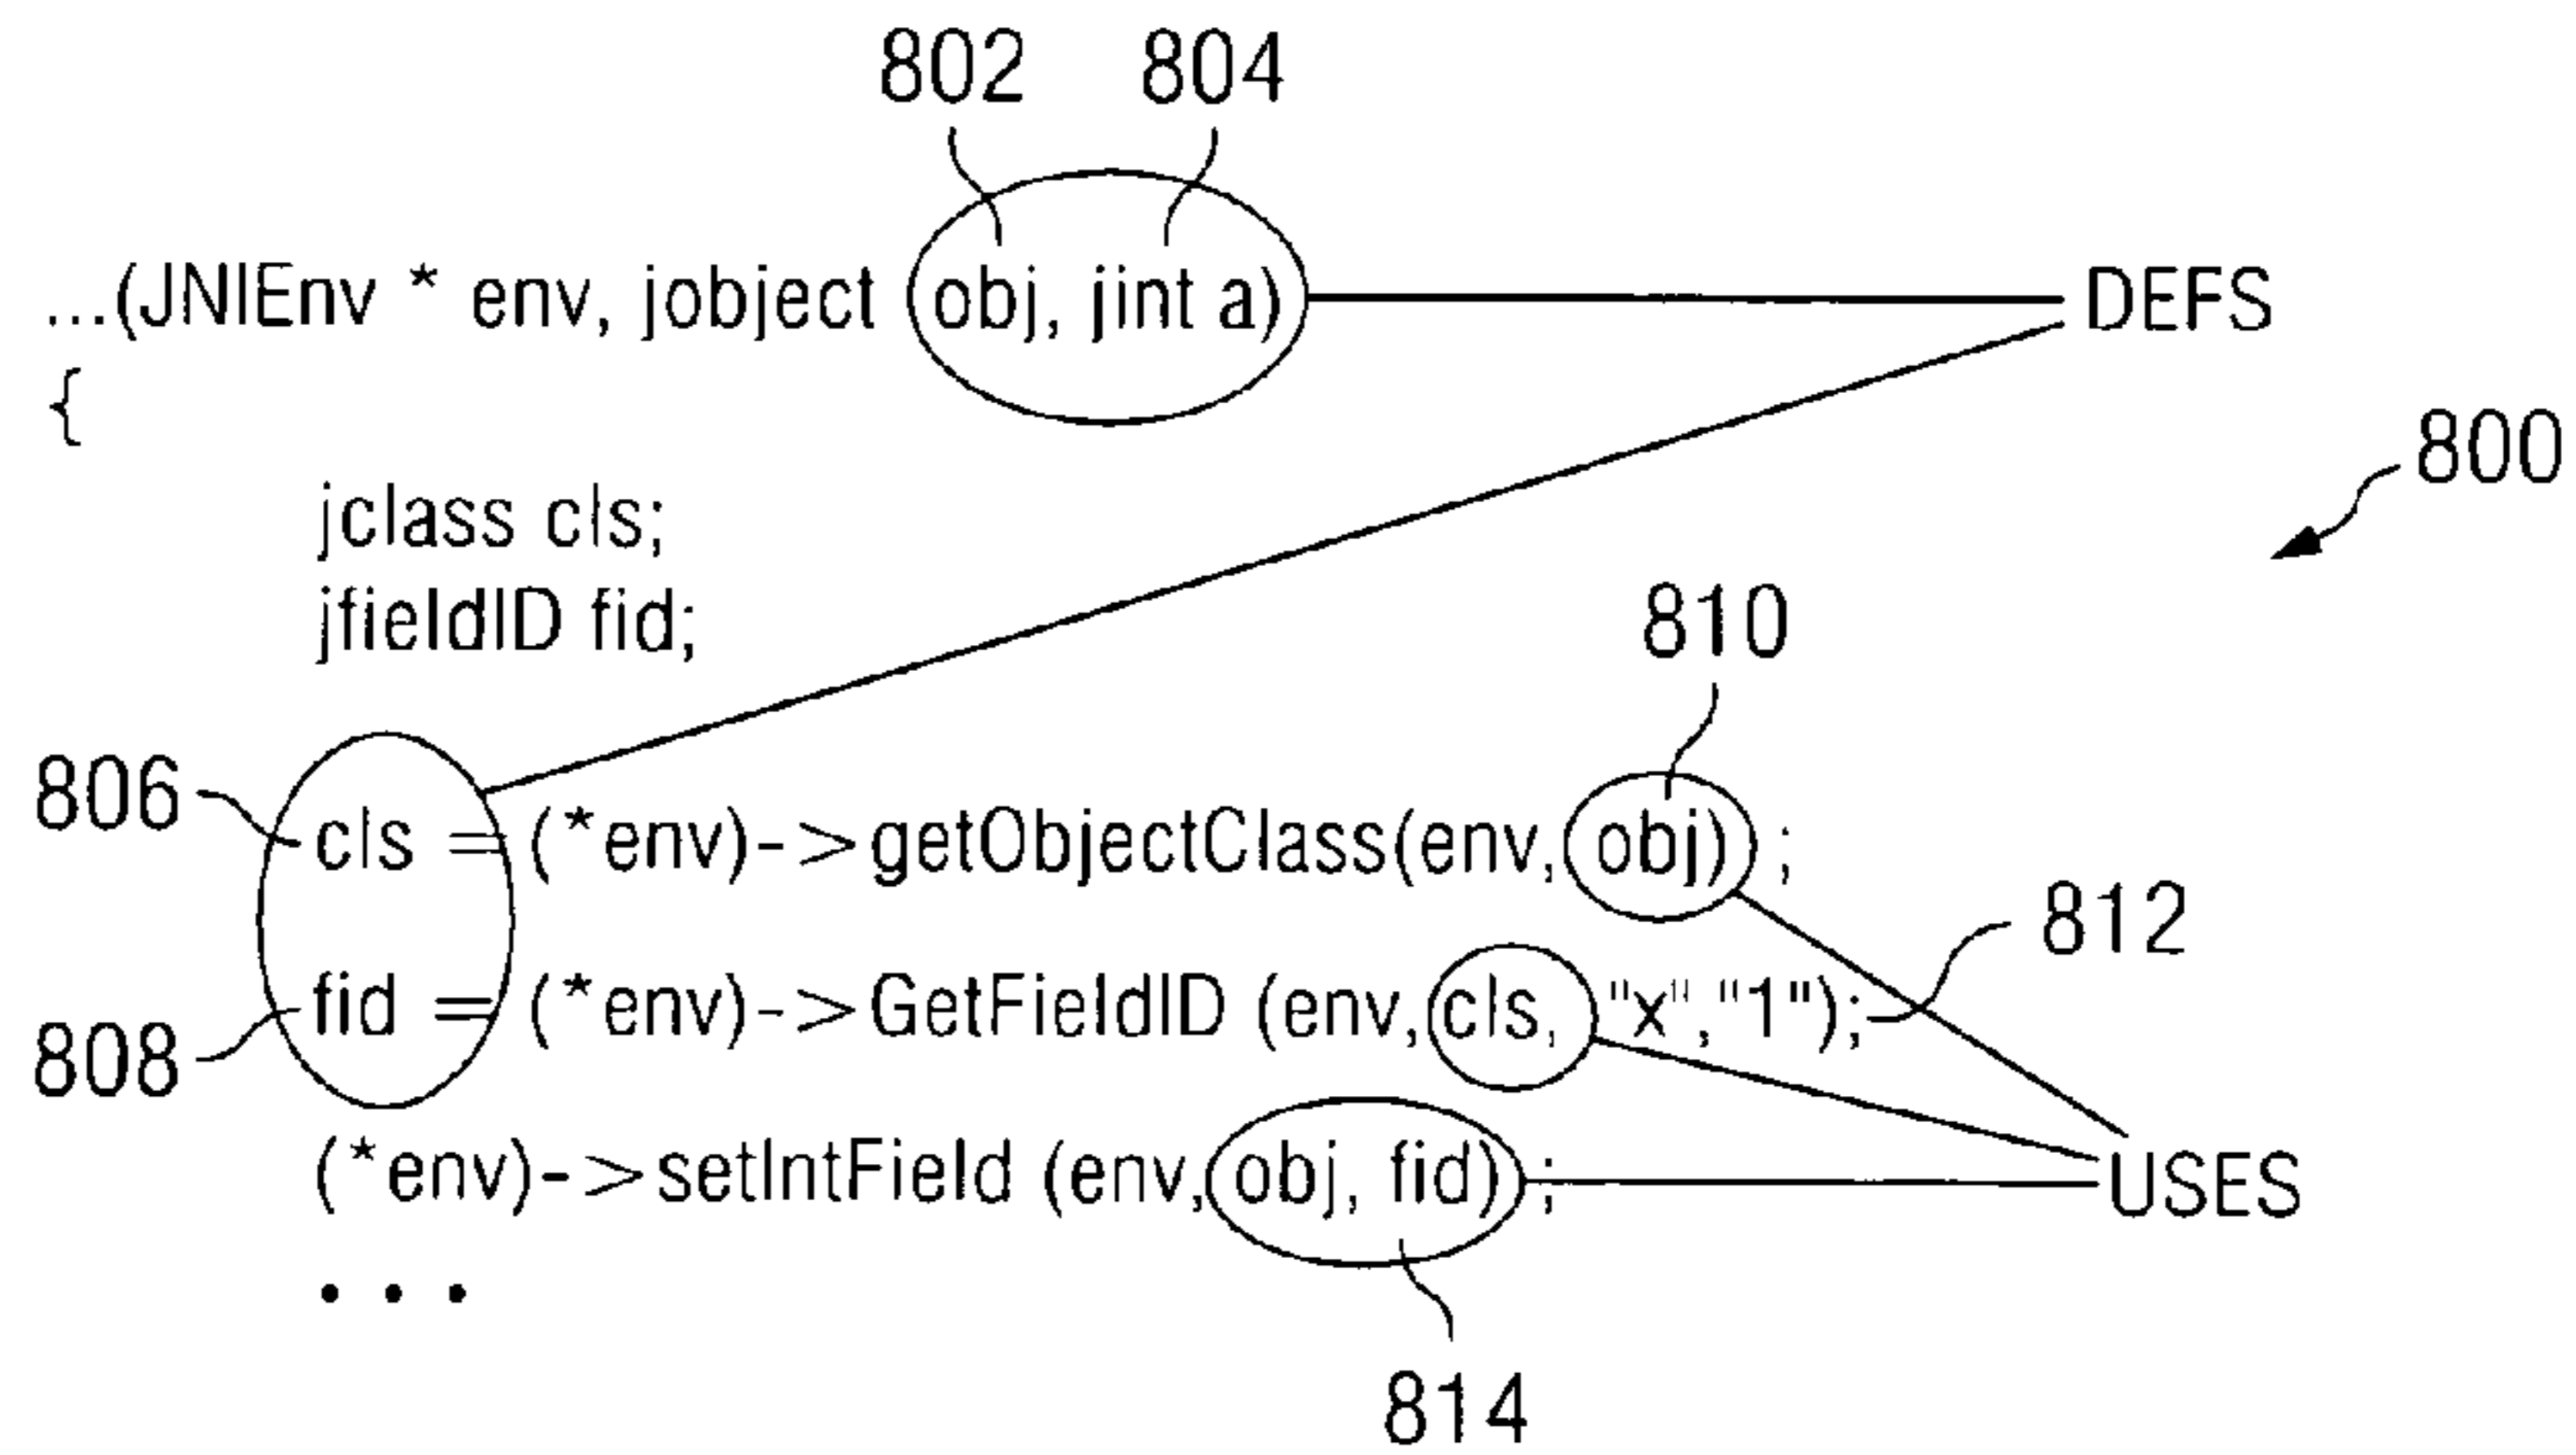 802 804
...(JNIEnv * env, jobject obj, jint a) DEFS
{
800
jclass cls;
jfieldID fid;
810
806
cls = (*env)->getObjectClass(env, obj) ;
812
fid = (*env)->GetFieldID (env, cls, "x","1");
808
(*env)->setIntField (env, obj, fid) ; USES
. . .
814